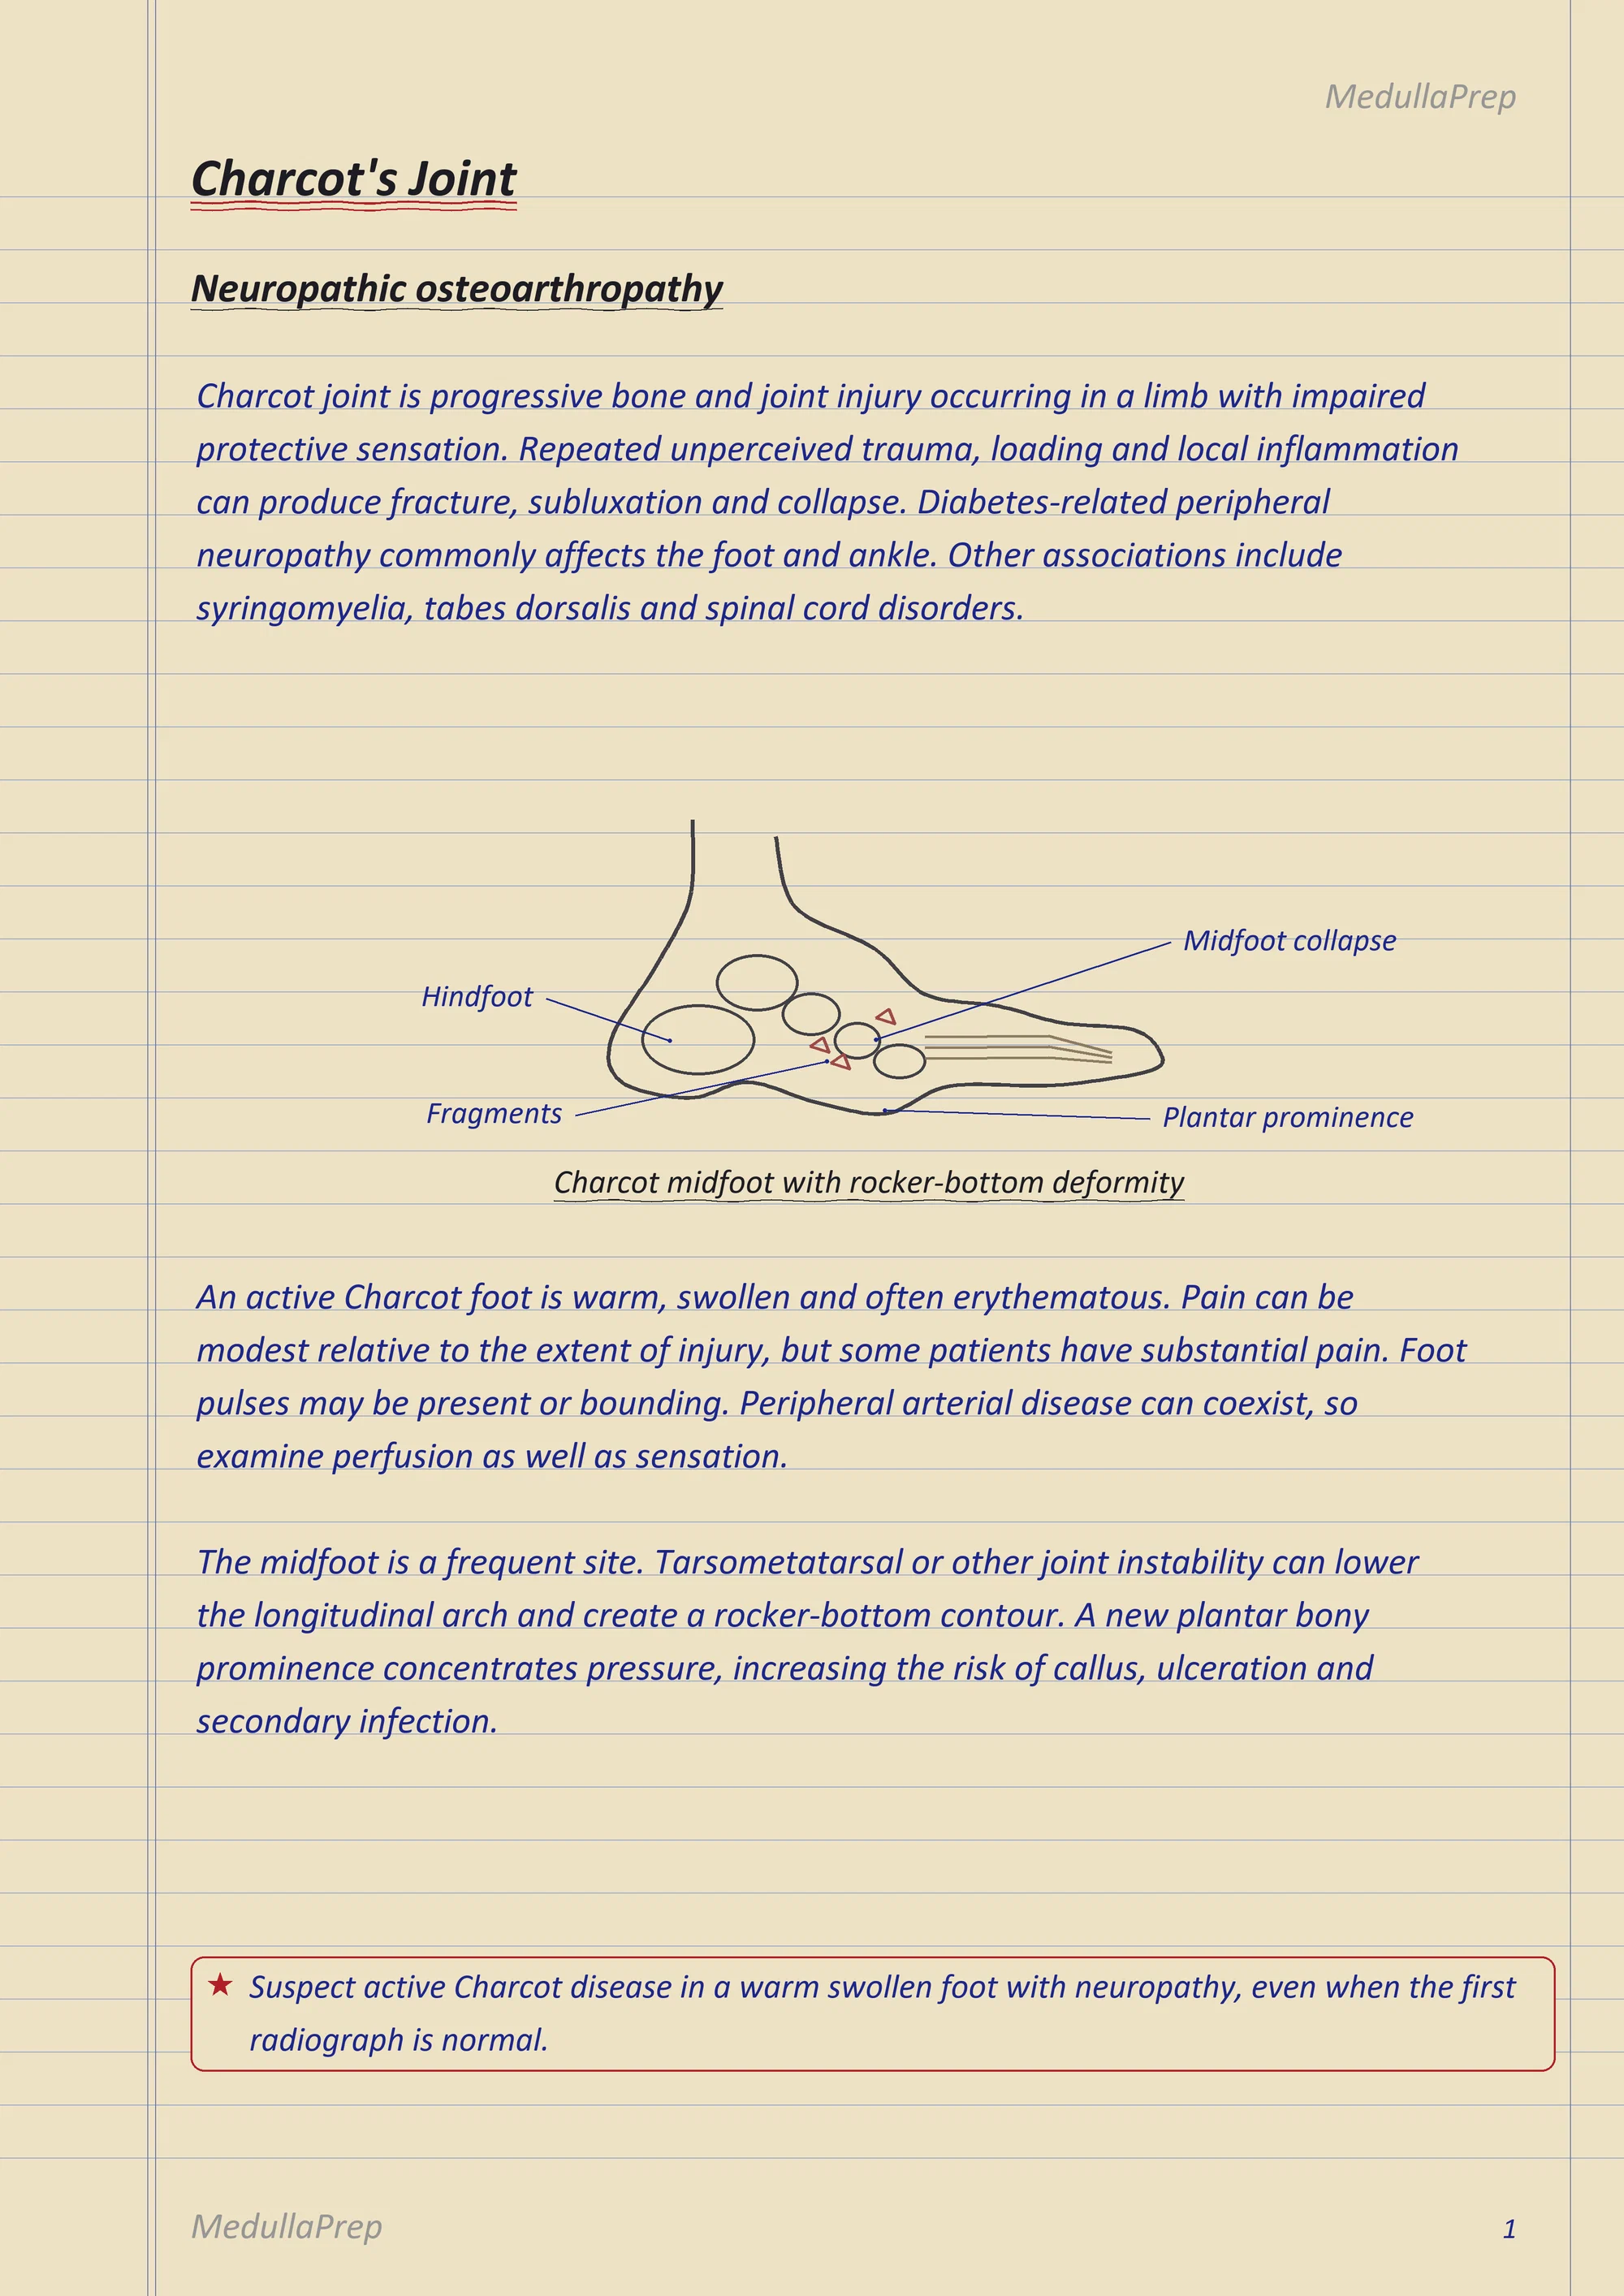 MedullaPrep
Charcot's Joint
Neuropathic osteoarthropathy
Charcot joint is progressive bone and joint injury occurring in a limb with impaired
protective sensation. Repeated unperceived trauma, loading and local inflammation
can produce fracture, subluxation and collapse. Diabetes-related peripheral
neuropathy commonly affects the foot and ankle. Other associations include
syringomyelia, tabes dorsalis and spinal cord disorders.
Midfoot collapse
Hindfoot
Fragments
Plantar prominence
Charcot midfoot with rocker-bottom deformity
An active Charcot foot is warm, swollen and often erythematous. Pain can be
modest relative to the extent of injury, but some patients have substantial pain. Foot
pulses may be present or bounding. Peripheral arterial disease can coexist, so
examine perfusion as well as sensation.
The midfoot is a frequent site. Tarsometatarsal or other joint instability can lower
the longitudinal arch and create a rocker-bottom contour. A new plantar bony
prominence concentrates pressure, increasing the risk of callus, ulceration and
secondary infection.
★ Suspect active Charcot disease in a warm swollen foot with neuropathy, even when the first
radiograph is normal.
MedullaPrep
1